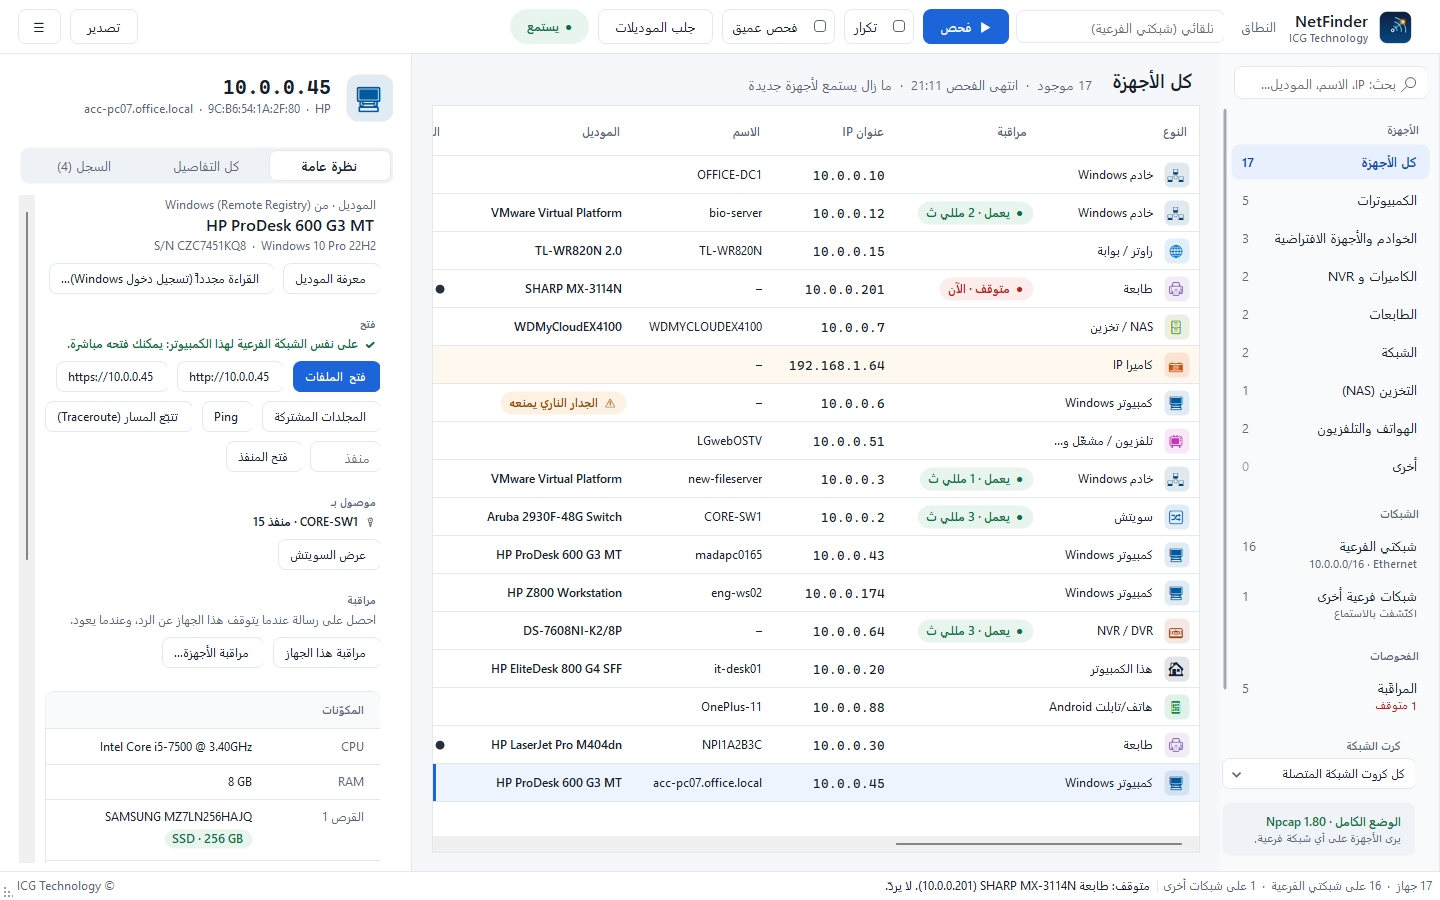 NetFinder
ICG Technology
النطاق
تلقائي (شبكتي الفرعية)
فحص
تكرار
فحص عميق
جلب الموديلات
يستمع
تصدير
بحث: IP، الاسم، الموديل...
الأجهزة
كل الأجهزة 17
الكمبيوترات 5
الخوادم والأجهزة الافتراضية 3
الكاميرات و NVR 2
الطابعات 2
الشبكة 2
التخزين (NAS) 1
الهواتف والتلفزيون 2
أخرى 0
الشبكات
شبكتي الفرعية 16
10.0.0.0/16 · Ethernet
شبكات فرعية أخرى 1
اكتُشفت بالاستماع
الفحوصات
المراقَبة 5
1 متوقف
كرت الشبكة
كل كروت الشبكة المتصلة
الوضع الكامل · Npcap 1.80
يرى الأجهزة على أي شبكة فرعية.
كل الأجهزة
17 موجود · انتهى الفحص 21:11 · ما زال يستمع لأجهزة جديدة
النوع مراقبة عنوان IP الاسم الموديل
خادم Windows 10.0.0.10 OFFICE-DC1
خادم Windows يعمل · 2 مللي ث 10.0.0.12 bio-server VMware Virtual Platform
راوتر / بوابة 10.0.0.15 TL-WR820N TL-WR820N 2.0
طابعة متوقف · الآن 10.0.0.201 – SHARP MX-3114N
NAS / تخزين 10.0.0.7 WDMYCLOUDEX4100 WDMyCloudEX4100
كاميرا IP 192.168.1.64 –
كمبيوتر Windows 10.0.0.6 – الجدار الناري يمنعه
تلفزيون / مشغّل و... 10.0.0.51 LGwebOSTV
خادم Windows يعمل · 1 مللي ث 10.0.0.3 new-fileserver VMware Virtual Platform
سويتش يعمل · 3 مللي ث 10.0.0.2 CORE-SW1 Aruba 2930F-48G Switch
كمبيوتر Windows 10.0.0.43 madapc0165 HP ProDesk 600 G3 MT
كمبيوتر Windows 10.0.0.174 eng-ws02 HP Z800 Workstation
NVR / DVR يعمل · 3 مللي ث 10.0.0.64 – DS-7608NI-K2/8P
هذا الكمبيوتر 10.0.0.20 it-desk01 HP EliteDesk 800 G4 SFF
هاتف/تابلت Android 10.0.0.88 OnePlus-11
طابعة 10.0.0.30 NPI1A2B3C HP LaserJet Pro M404dn
كمبيوتر Windows 10.0.0.45 acc-pc07.office.local HP ProDesk 600 G3 MT
10.0.0.45
acc-pc07.office.local · 9C:B6:54:1A:2F:80 · HP
نظرة عامة
كل التفاصيل
السجل (4)
الموديل · من Windows (Remote Registry)
HP ProDesk 600 G3 MT
S/N CZC7451KQ8 · Windows 10 Pro 22H2
معرفة الموديل
القراءة مجدداً (تسجيل دخول Windows)...
فتح
على نفس الشبكة الفرعية لهذا الكمبيوتر: يمكنك فتحه مباشرة.
فتح الملفات
http://10.0.0.45
https://10.0.0.45
المجلدات المشتركة
Ping
تتبّع المسار (Traceroute)
منفذ
فتح المنفذ
موصول بـ
CORE-SW1 · منفذ 15
عرض السويتش
مراقبة
احصل على رسالة عندما يتوقف هذا الجهاز عن الرد، وعندما يعود.
مراقبة هذا الجهاز
مراقبة الأجهزة...
المكوّنات
CPU Intel Core i5-7500 @ 3.40GHz
RAM 8 GB
القرص 1 SAMSUNG MZ7LN256HAJQ
SSD · 256 GB
17 جهاز · 16 على شبكتي الفرعية · 1 على شبكات أخرى
متوقف: طابعة SHARP MX-3114N (10.0.0.201). لا يردّ.
ICG Technology ©